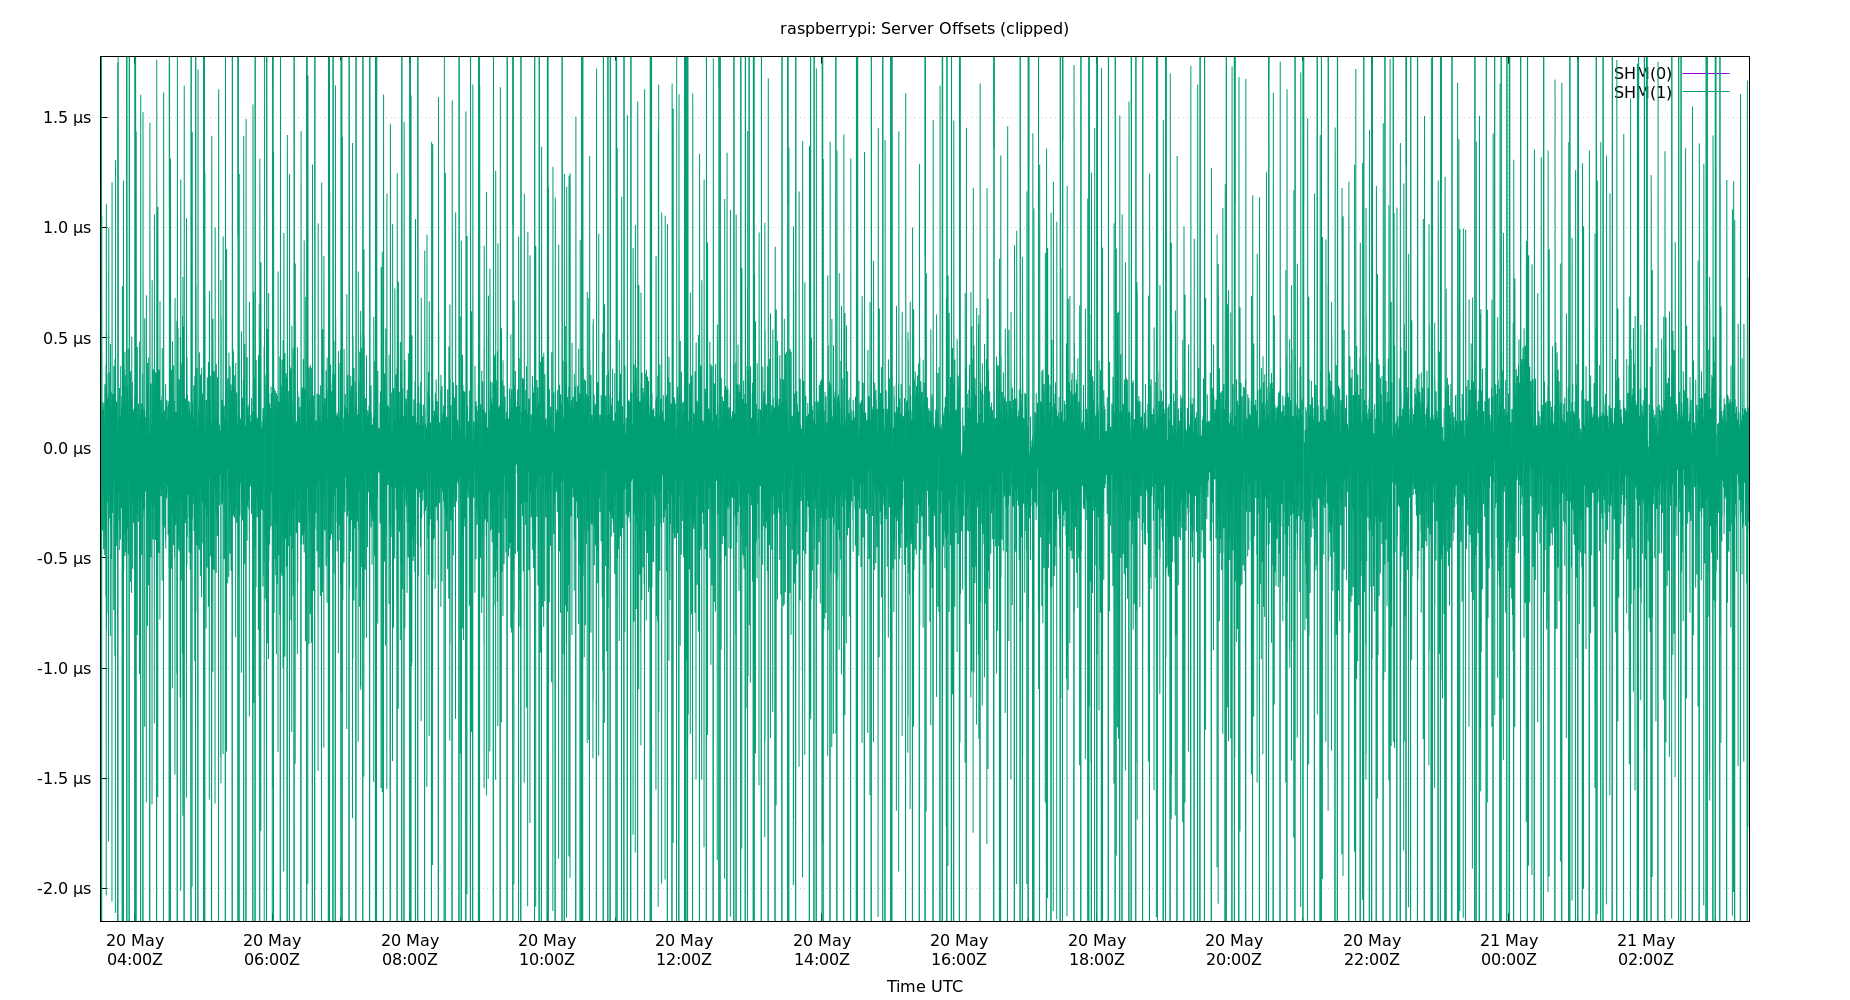 raspberrypi: Server Offsets (clipped)
SHM(0)
SHM(1)
1.5 µs
1.0 µs
0.5 µs
0.0 µs
-0.5 µs
-1.0 µs
-1.5 µs
-2.0 µs
20 May 20 May 20 May 20 May 20 May 20 May 20 May 20 May 20 May 20 May 21 May 21 May
04:00Z 06:00Z 08:00Z 10:00Z 12:00Z 14:00Z 16:00Z 18:00Z 20:00Z 22:00Z 00:00Z 02:00Z
Time UTC